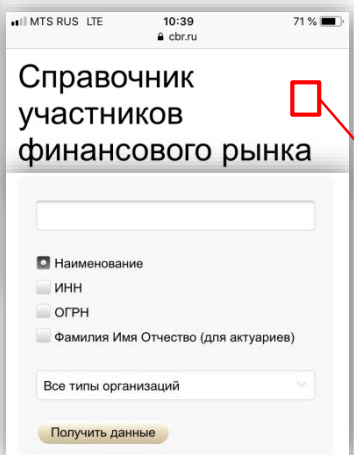 MTS RUS LTE 10:39 71 %
cbr.ru
Справочник
участников
финансового рынка
Наименование
ИНН
ОГРН
Фамилия Имя Отчество (для актуариев)
Все типы организаций
Получить данные